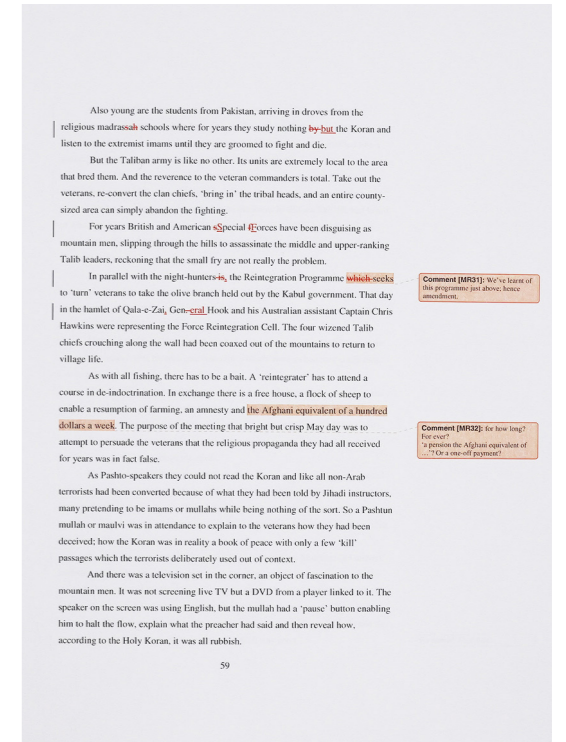 Also young are the students from Pakistan, arriving in droves from the
religious madrassah schools where for years they study nothing by but the Koran and
listen to the extremist imams until they are groomed to fight and die.
But the Taliban army is like no other. Its units are extremely local to the area
that bred them. And the reverence to the veteran commanders is total. Take out the
veterans, re-convert the clan chiefs, ‘bring in’ the tribal heads, and an entire county-
sized area can simply abandon the fighting.
For years British and American sSpecial fForces have been disguising as
mountain men, slipping through the hills to assassinate the middle and upper-ranking
Talib leaders, reckoning that the small fry are not really the problem.
In parallel with the night-hunters is, the Reintegration Programme which seeks
to ‘turn’ veterans to take the olive branch held out by the Kabul government. That day
in the hamlet of Qala-e-Zai, Gen.eral Hook and his Australian assistant Captain Chris
Hawkins were representing the Force Reintegration Cell. The four wizened Talib
chiefs crouching along the wall had been coaxed out of the mountains to return to
village life.
As with all fishing, there has to be a bait. A ‘reintegrater’ has to attend a
course in de-indoctrination. In exchange there is a free house, a flock of sheep to
enable a resumption of farming, an amnesty and the Afghani equivalent of a hundred
dollars a week. The purpose of the meeting that bright but crisp May day was to
attempt to persuade the veterans that the religious propaganda they had all received
for years was in fact false.
As Pashto-speakers they could not read the Koran and like all non-Arab
terrorists had been converted because of what they had been told by Jihadi instructors,
many pretending to be imams or mullahs while being nothing of the sort. So a Pashtun
mullah or maulvi was in attendance to explain to the veterans how they had been
deceived; how the Koran was in reality a book of peace with only a few ‘kill’
passages which the terrorists deliberately used out of context.
And there was a television set in the corner, an object of fascination to the
mountain men. It was not screening live TV but a DVD from a player linked to it. The
speaker on the screen was using English, but the mullah had a ‘pause’ button enabling
him to halt the flow, explain what the preacher had said and then reveal how,
according to the Holy Koran, it was all rubbish.
59
Comment [MR31]: We’ve learnt of
this programme just above; hence
amendment.
Comment [MR32]: for how long?
For ever?
‘a pension the Afghani equivalent of
…’? Or a one-off payment?